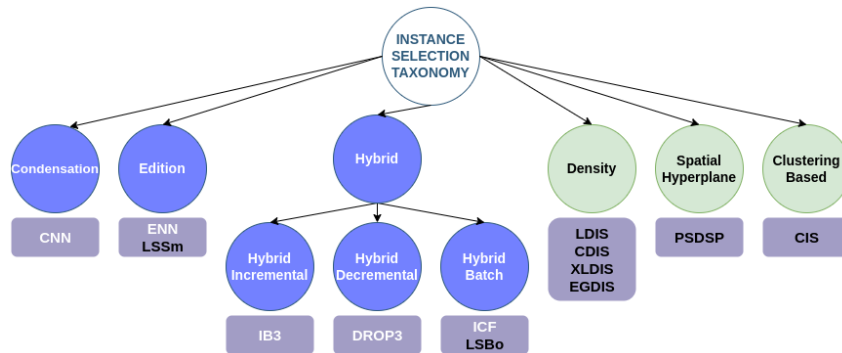 INSTANCE
SELECTION
TAXONOMY
Condensation
Edition
Hybrid
Density
Spatial
Hyperplane
Clustering
Based
CNN
ENN
LSSm
Hybrid
Incremental
Hybrid
Decremental
Hybrid
Batch
LDIS
CDIS
XLDIS
EGDIS
PSDSP
CIS
IB3
DROP3
ICF
LSBo